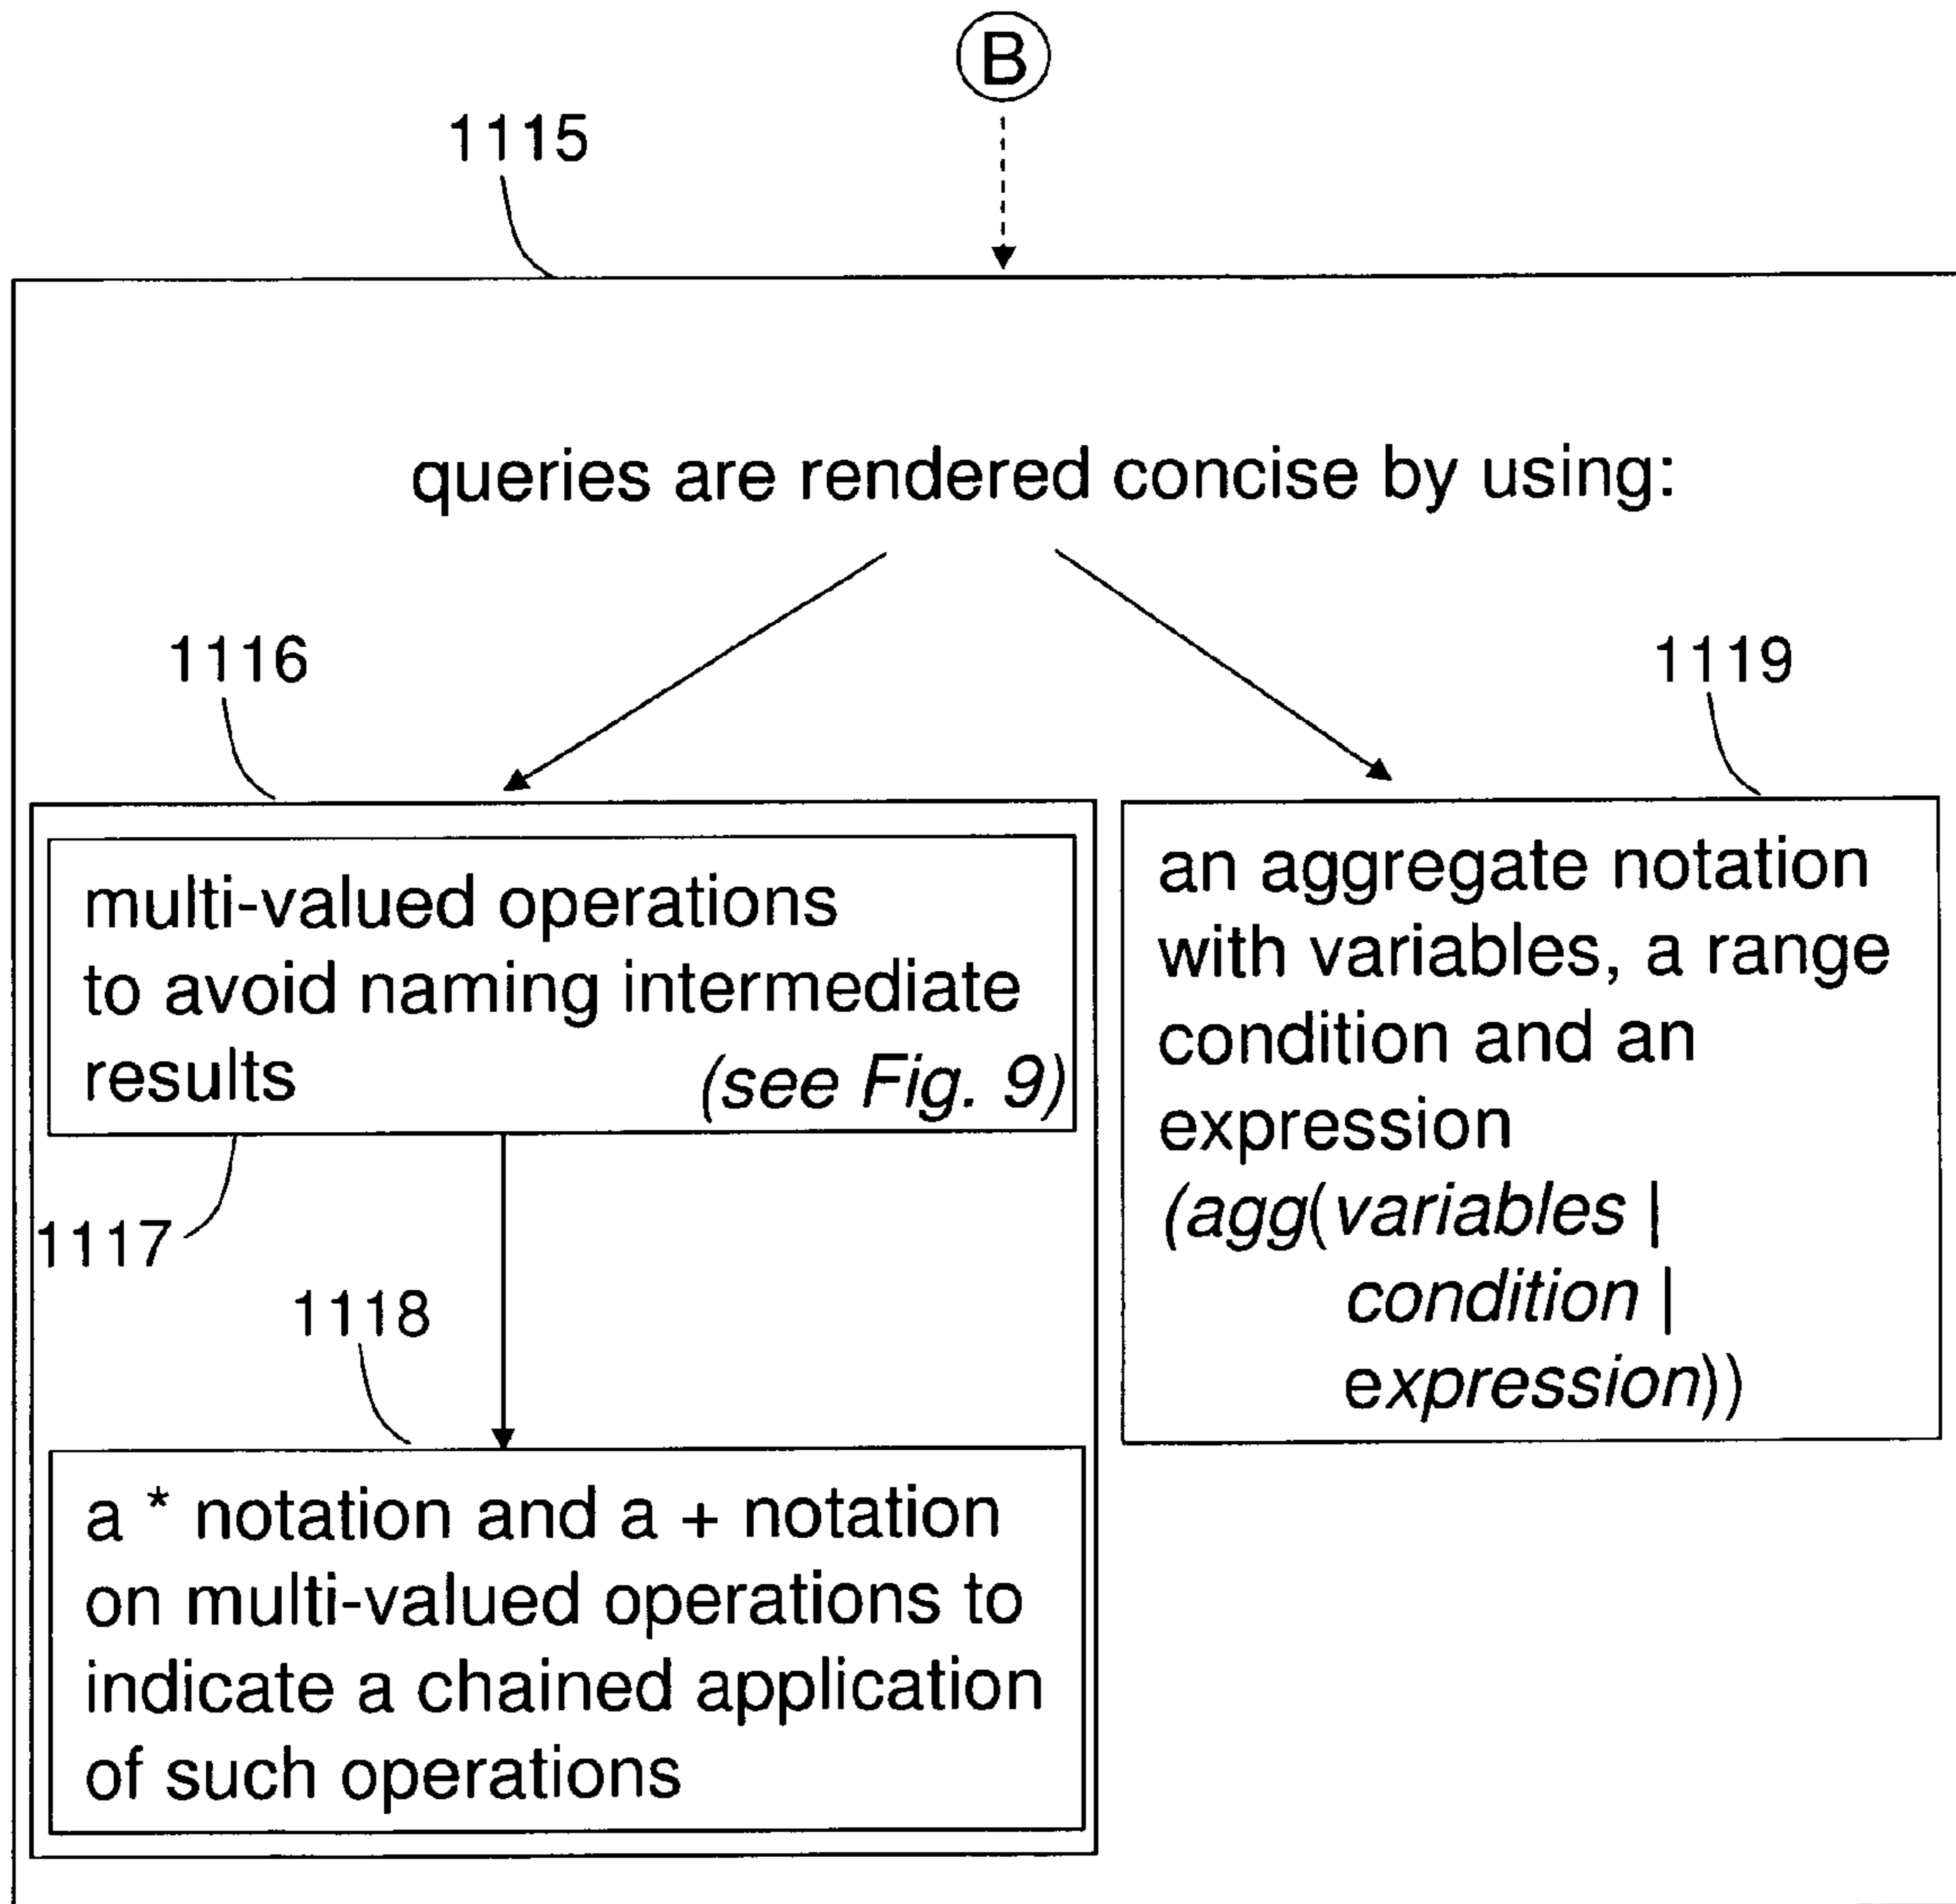 B
1115
queries are rendered concise by using:
1116
1119
multi-valued operations
to avoid naming intermediate
results (see Fig. 9)
1117
1118
a * notation and a + notation
on multi-valued operations to
indicate a chained application
of such operations
an aggregate notation
with variables, a range
condition and an
expression
(agg(variables |
condition |
expression))